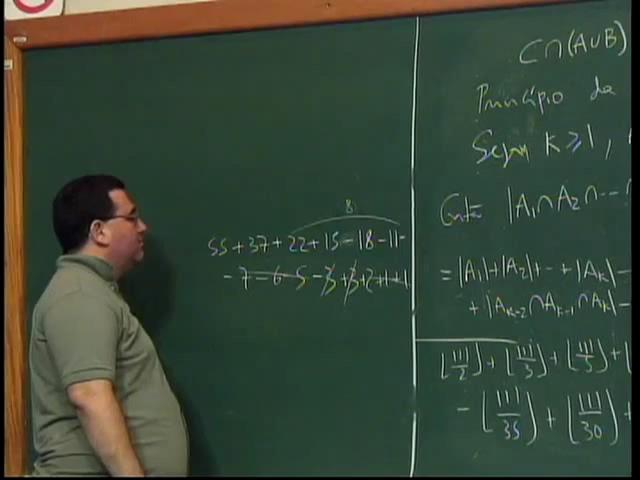 8
55 + 37 + 22 + 15 - 18 - 11 -
- 7 - 6 - 5 - 3 + 3 + 2 + 1 + 1
C∩(A∪B)
Princípio da
Sejam k ≥ 1,
Então |A₁∩A₂∩...
= |A₁|+|A₂|+...+|Aₖ| -
+ |Aₖ₋₂∩Aₖ₋₁∩Aₖ| -
⌊111/2⌋ + ⌊111/3⌋ + ⌊111/5⌋ +
- ⌊111/35⌋ + ⌊111/30⌋ +